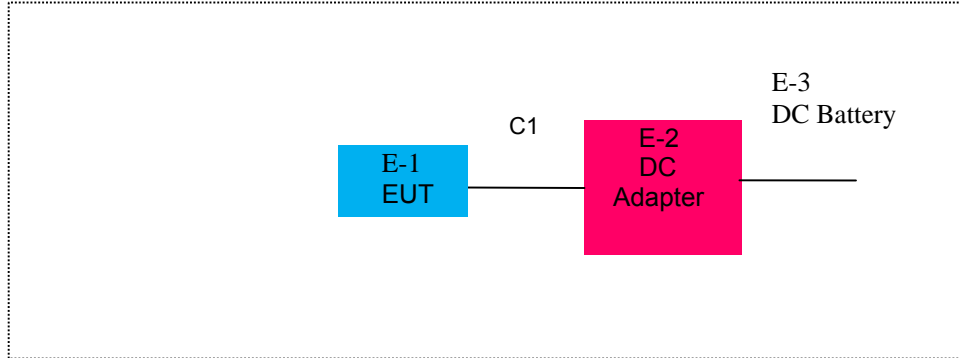 E-1
EUT
C1
E-2
DC
Adapter
E-3
DC Battery